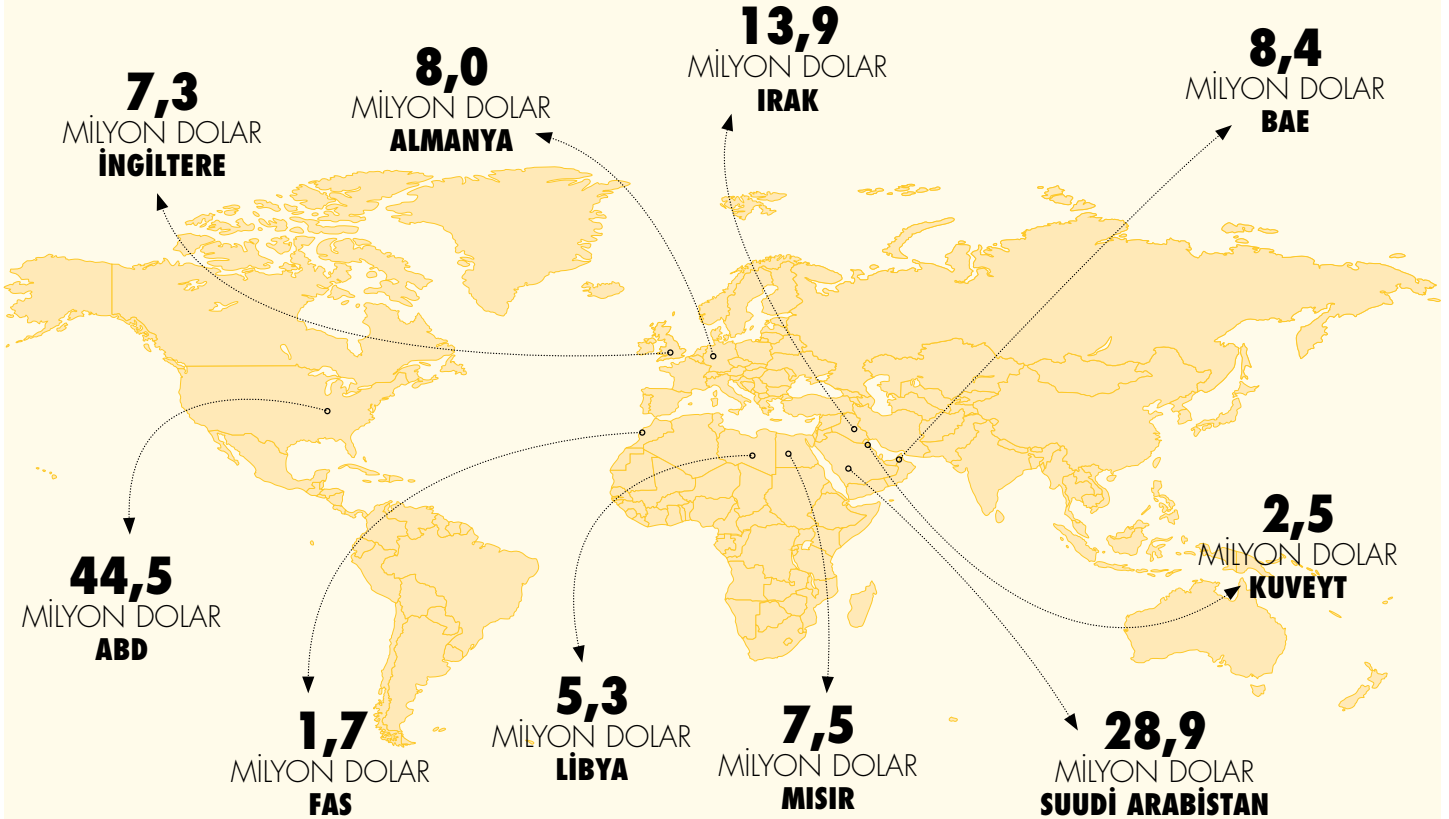 13,9
MİLYON DOLAR
IRAK
8,4
MİLYON DOLAR
BAE
8,0
MİLYON DOLAR
ALMANYA
7,3
MİLYON DOLAR
İNGİLTERE
2,5
MİLYON DOLAR
KUVEYT
44,5
MİLYON DOLAR
ABD
1,7
MİLYON DOLAR
FAS
5,3
MİLYON DOLAR
LİBYA
7,5
MİLYON DOLAR
MISIR
28,9
MİLYON DOLAR
SUUDİ ARABİSTAN